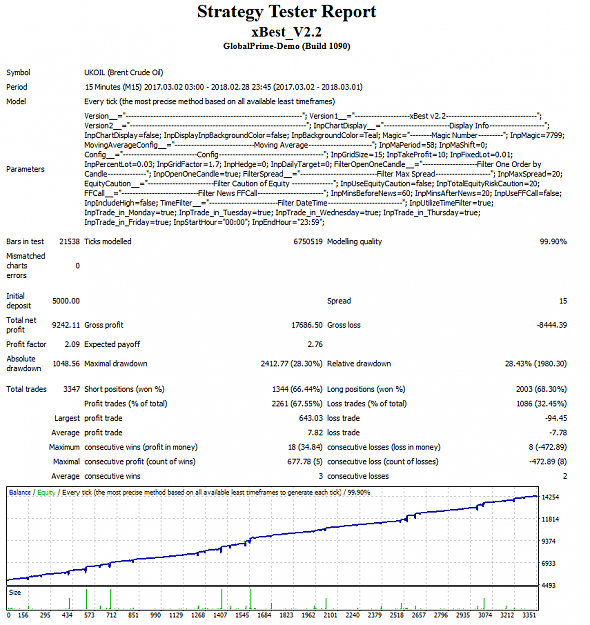 Strategy Tester Report
xBest_V2.2
GlobalPrime-Demo (Build 1090)
Symbol UKOIL (Brent Crude Oil)
Period 15 Minutes (M15) 2017.03.02 03:00 - 2018.02.28 23:45 (2017.03.02 - 2018.03.01)
Model Every tick (the most precise method based on all available least timeframes)
Version__="---------------------------------------------------------------"; Version1__="--------------------xBest v2.2------------------------------";
Version2__="---------------------------------------------------------------"; InpChartDisplay__="------------------------Display Info--------------------";
InpChartDisplay=false; InpDisplayInpBackgroundColor=false; InpBackgroundColor=Teal; Magic="--------Magic Number---------"; InpMagic=7799;
MovingAverageConfig__="-----------------------------Moving Average-----------------------"; InpMaPeriod=58; InpMaShift=0;
Config__="---------------------------Config--------------------------------------"; InpGridSize=15; InpTakeProfit=10; InpFixedLot=0.01;
Parameters InpPercentLot=0.03; InpGridFactor=1.7; InpHedge=0; InpDailyTarget=0; FilterOpenOneCandle="--------------------Filter One Order by
Candle--------------"; InpOpenOneCandle=true; FilterSpread__="----------------------------Filter Max Spread--------------------"; InpMaxSpread=20;
EquityCaution__="------------------------Filter Caution of Equity ---------------"; InpUseEquityCaution=false; InpTotalEquityRiskCaution=20;
FFCall__="----------------------------Filter News FFCall------------------------"; InpMinsBeforeNews=60; InpMinsAfterNews=20; InpUseFFCall=false;
InpIncludeHigh=false; TimeFilter__="-------------------------Filter DateTime---------------------------"; InpUtilizeTimeFilter=true;
InpTrade_in_Monday=true; InpTrade_in_Tuesday=true; InpTrade_in_Wednesday=true; InpTrade_in_Thursday=true;
InpTrade_in_Friday=true; InpStartHour="00:00"; InpEndHour="23:59";
Bars in test 21538 Ticks modelled 6750519 Modelling quality 99.90%
Mismatched
charts 0
errors
Initial
deposit 5000.00 Spread 15
Total net
profit 9242.11 Gross profit 17686.50 Gross loss -8444.39
Profit factor 2.09 Expected payoff 2.76
Absolute
drawdown 1048.56 Maximal drawdown 2412.77 (28.30%) Relative drawdown 28.43% (1980.30)
Total trades 3347 Short positions (won %) 1344 (66.44%) Long positions (won %) 2003 (68.30%)
Profit trades (% of total) 2261 (67.55%) Loss trades (% of total) 1086 (32.45%)
Largest profit trade 643.03 loss trade -94.45
Average profit trade 7.82 loss trade -7.78
Maximum consecutive wins (profit in money) 18 (34.84) consecutive losses (loss in money) 8 (-472.89)
Maximal consecutive profit (count of wins) 677.78 (5) consecutive loss (count of losses) -472.89 (8)
Average consecutive wins 3 consecutive losses 2
Balance / Equity / Every tick (the most precise method based on all available least timeframes to generate each tick) / 99.90%
14254
11814
9374
6933
4493
Size
0 156 295 434 573 712 851 990 1129 1268 1407 1546 1685 1823 1962 2101 2240 2379 2518 2657 2796 2935 3074 3212 3351